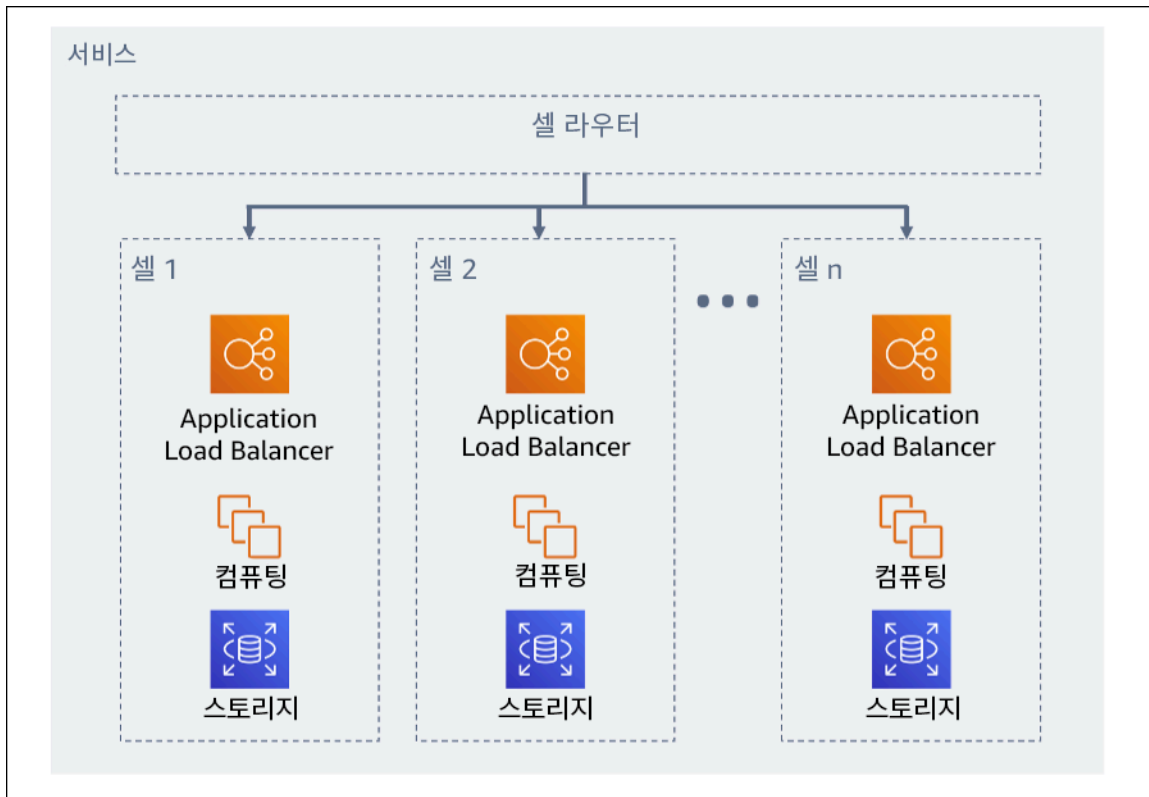 서비스
셀 라우터
셀 1
셀 2
셀 n
Application
Load Balancer
Application
Load Balancer
Application
Load Balancer
컴퓨팅
컴퓨팅
컴퓨팅
스토리지
스토리지
스토리지